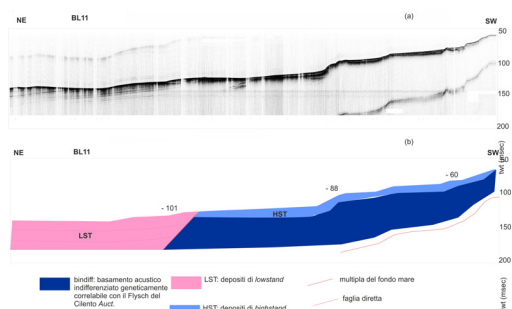 NE BL11 (a) SW
50
100
150
200
(b)
NE BL11 SW
twt (msec)
50
- 60
- 88
100
- 101
HST
LST
150
200
bindiff: basamento acustico
indifferenziato geneticamente
correlabile con il Flysch del
Cilento Auct.
LST: depositi di lowstand
HST: depositi di highstand
multipla del fondo mare
faglia diretta
twt (msec)